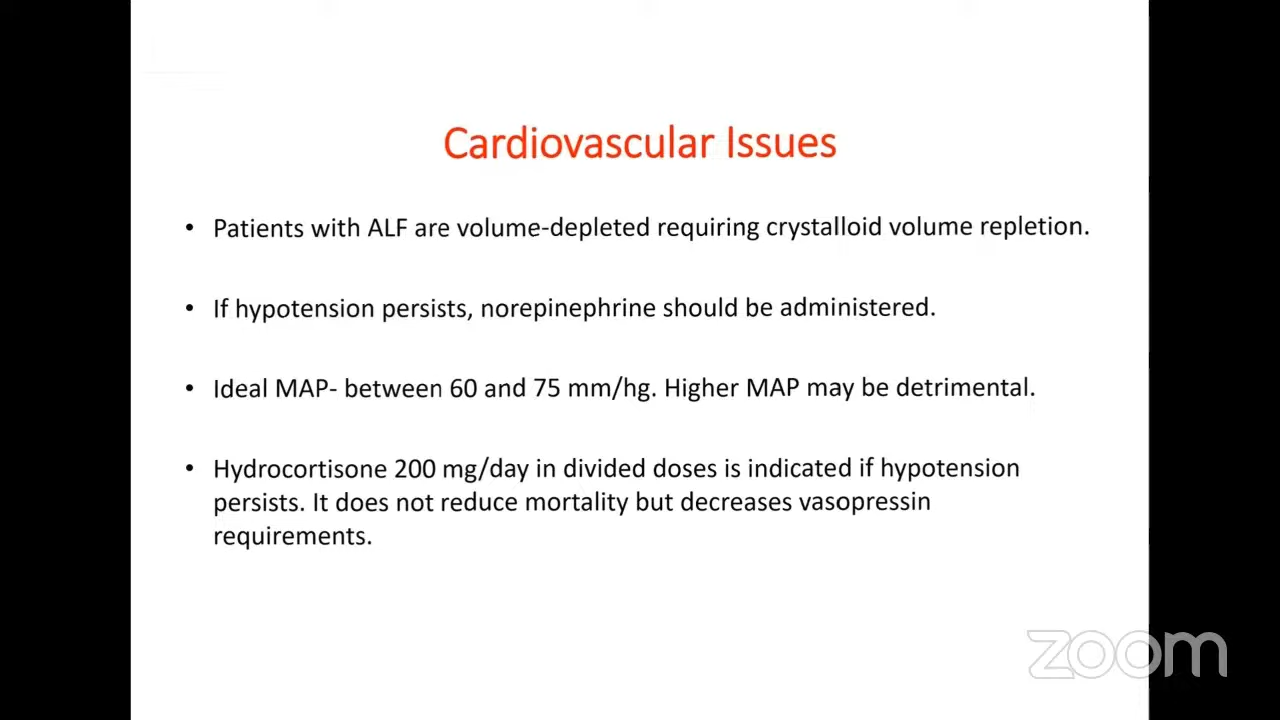 Cardiovascular Issues
• Patients with ALF are volume-depleted requiring crystalloid volume repletion.
• If hypotension persists, norepinephrine should be administered.
• Ideal MAP- between 60 and 75 mm/hg. Higher MAP may be detrimental.
• Hydrocortisone 200 mg/day in divided doses is indicated if hypotension
persists. It does not reduce mortality but decreases vasopressin
requirements.
zoom